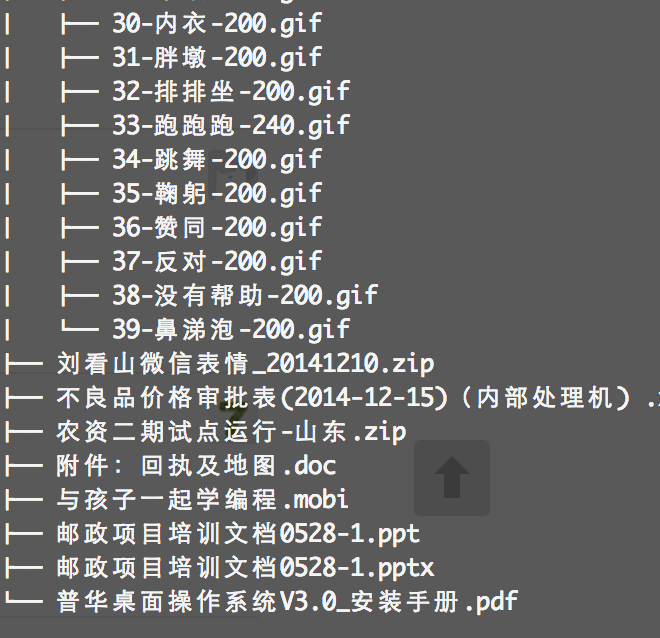 ├── 30-内衣-200.gif
├── 31-胖墩-200.gif
├── 32-排排坐-200.gif
├── 33-跑跑跑-240.gif
├── 34-跳舞-200.gif
├── 35-鞠躬-200.gif
├── 36-赞同-200.gif
├── 37-反对-200.gif
├── 38-没有帮助-200.gif
└── 39-鼻涕泡-200.gif
├── 刘看山微信表情_20141210.zip
├── 不良品价格审批表(2014-12-15)（内部处理机）.
├── 农资二期试点运行-山东.zip
├── 附件：回执及地图.doc
├── 与孩子一起学编程.mobi
├── 邮政项目培训文档0528-1.ppt
├── 邮政项目培训文档0528-1.pptx
└── 普华桌面操作系统V3.0_安装手册.pdf